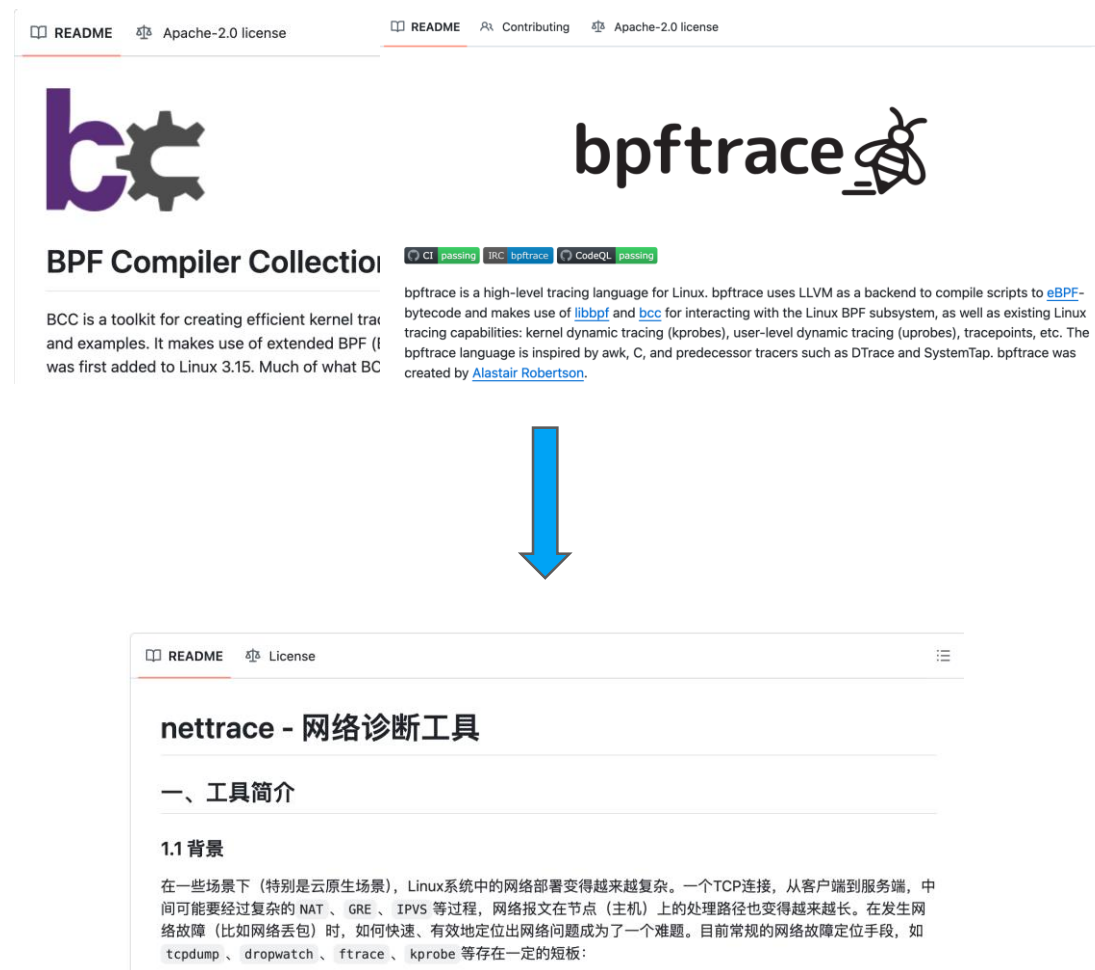 README Apache-2.0 license
bc
BPF Compiler Collection
BCC is a toolkit for creating efficient kernel
and examples. It makes use of extended BPF
was first added to Linux 3.15. Much of what
README Contributing Apache-2.0 license
bpftrace
CI passing IRC bpftrace CodeQL passing
bpftrace is a high-level tracing language for Linux. bpftrace uses LLVM as a backend to compile scripts to eBPF-
bytecode and makes use of libbpf and bcc for interacting with the Linux BPF subsystem, as well as existing Linux
tracing capabilities: kernel dynamic tracing (kprobes), user-level dynamic tracing (uprobes), tracepoints, etc. The
bpftrace language is inspired by awk, C, and predecessor tracers such as DTrace and SystemTap. bpftrace was
created by Alastair Robertson.
README License
nettrace - 网络诊断工具
一、工具简介
1.1 背景
在一些场景下（特别是云原生场景），Linux系统中的网络部署变得越来越复杂。一个TCP连接，从客户端到服务端，中
间可能要经过复杂的 NAT 、 GRE 、 IPVS 等过程，网络报文在节点（主机）上的处理路径也变得越来越长。在发生网
络故障（比如网络丢包）时，如何快速、有效地定位出网络问题成为了一个难题。目前常规的网络故障定位手段，如
tcpdump 、 dropwatch 、 ftrace 、 kprobe 等存在一定的短板：